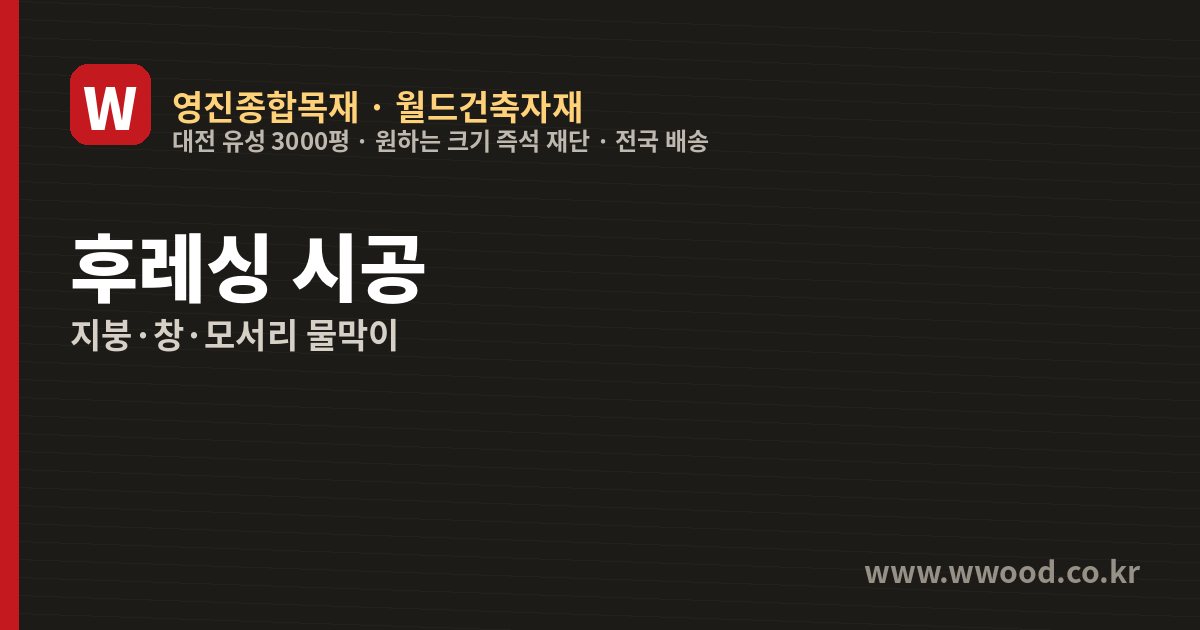 W
영진종합목재 · 월드건축자재
대전 유성 3000평 · 원하는 크기 즉석 재단 · 전국 배송
후레싱 시공
지붕·창·모서리 물막이
www.wwood.co.kr